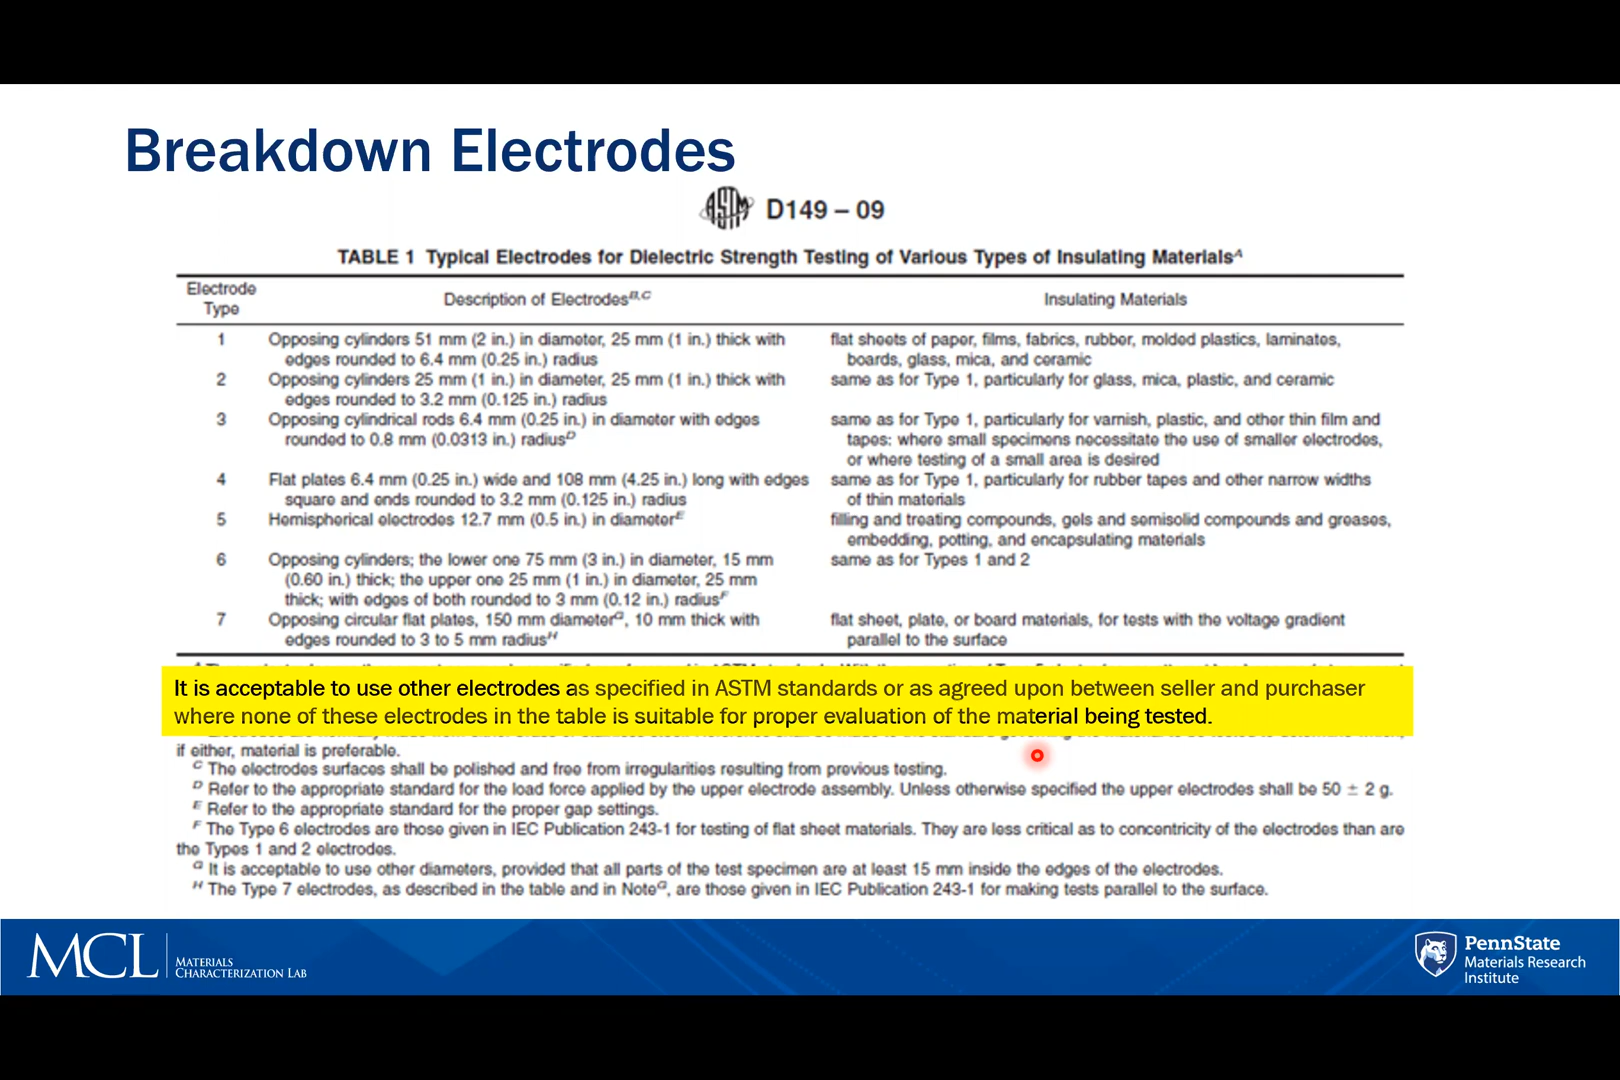 Breakdown Electrodes
ASTM D149 – 09
TABLE 1 Typical Electrodes for Dielectric Strength Testing of Various Types of Insulating MaterialsA
Electrode Type
Description of ElectrodesB,C
Insulating Materials
1
Opposing cylinders 51 mm (2 in.) in diameter, 25 mm (1 in.) thick with
edges rounded to 6.4 mm (0.25 in.) radius
flat sheets of paper, films, fabrics, rubber, molded plastics, laminates,
boards, glass, mica, and ceramic
2
Opposing cylinders 25 mm (1 in.) in diameter, 25 mm (1 in.) thick with
edges rounded to 3.2 mm (0.125 in.) radius
same as for Type 1, particularly for glass, mica, plastic, and ceramic
3
Opposing cylindrical rods 6.4 mm (0.25 in.) in diameter with edges
rounded to 0.8 mm (0.0313 in.) radiusD
same as for Type 1, particularly for varnish, plastic, and other thin film and
tapes: where small specimens necessitate the use of smaller electrodes,
or where testing of a small area is desired
4
Flat plates 6.4 mm (0.25 in.) wide and 108 mm (4.25 in.) long with edges
square and ends rounded to 3.2 mm (0.125 in.) radius
same as for Type 1, particularly for rubber tapes and other narrow widths
of thin materials
5
Hemispherical electrodes 12.7 mm (0.5 in.) in diameterE
filling and treating compounds, gels and semisolid compounds and greases,
embedding, potting, and encapsulating materials
6
Opposing cylinders; the lower one 75 mm (3 in.) in diameter, 15 mm
(0.60 in.) thick; the upper one 25 mm (1 in.) in diameter, 25 mm
thick; with edges of both rounded to 3 mm (0.12 in.) radiusF
same as for Types 1 and 2
7
Opposing circular flat plates, 150 mm diameterG, 10 mm thick with
edges rounded to 3 to 5 mm radiusH
flat sheet, plate, or board materials, for tests with the voltage gradient
parallel to the surface
It is acceptable to use other electrodes as specified in ASTM standards or as agreed upon between seller and purchaser
where none of these electrodes in the table is suitable for proper evaluation of the material being tested.
if either, material is preferable.
C The electrodes surfaces shall be polished and free from irregularities resulting from previous testing.
D Refer to the appropriate standard for the load force applied by the upper electrode assembly. Unless otherwise specified the upper electrodes shall be 50 ± 2 g.
E Refer to the appropriate standard for the proper gap settings.
F The Type 6 electrodes are those given in IEC Publication 243-1 for testing of flat sheet materials. They are less critical as to concentricity of the electrodes than are
the Types 1 and 2 electrodes.
G It is acceptable to use other diameters, provided that all parts of the test specimen are at least 15 mm inside the edges of the electrodes.
H The Type 7 electrodes, as described in the table and in NoteG, are those given in IEC Publication 243-1 for making tests parallel to the surface.
MCL
MATERIALS
CHARACTERIZATION LAB
PennState
Materials Research
Institute